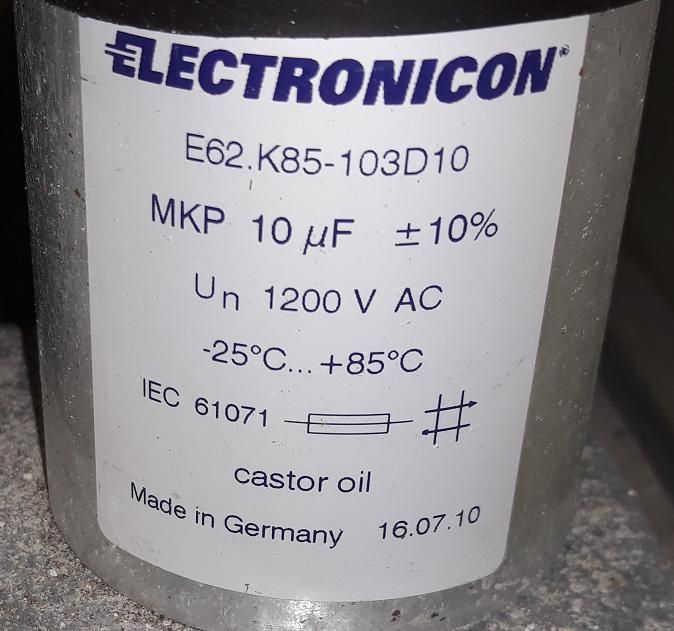 ELECTRONICON®
E62.K85-103D10
MKP 10 µF ±10%
Un 1200 V AC
-25°C...+85°C
IEC 61071
castor oil
Made in Germany 16.07.10